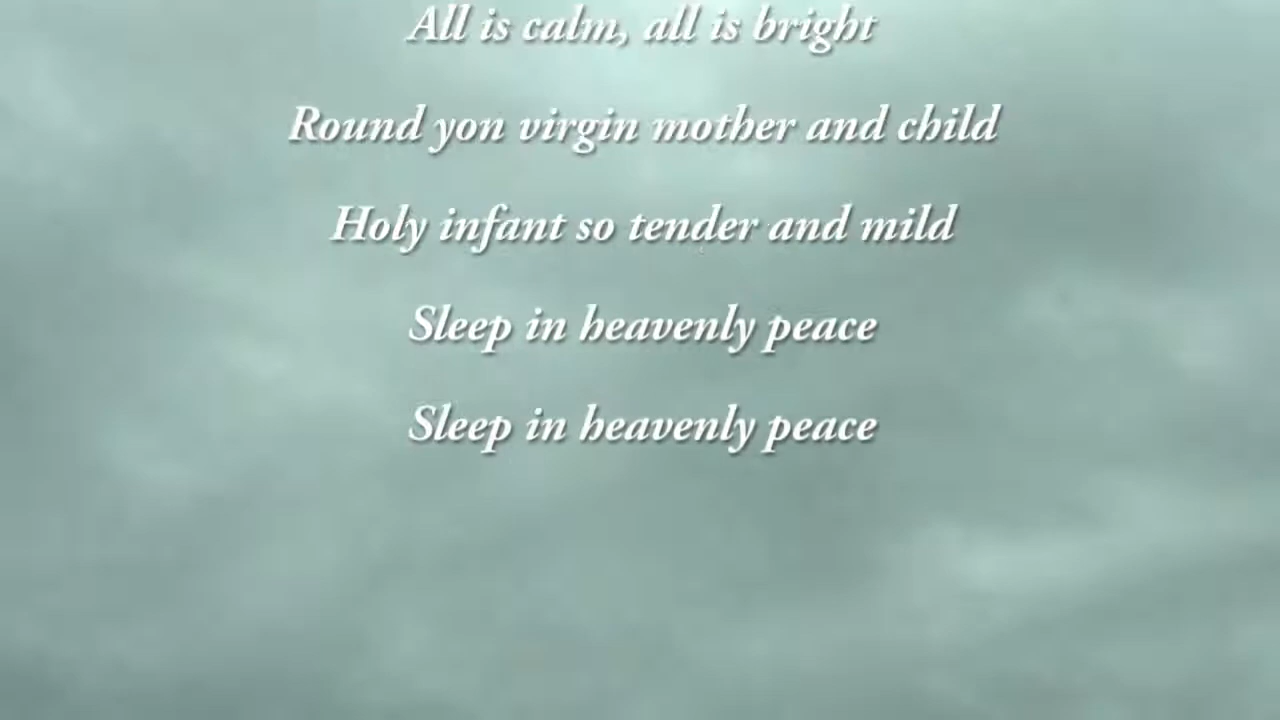 All is calm, all is bright
Round yon virgin mother and child
Holy infant so tender and mild
Sleep in heavenly peace
Sleep in heavenly peace